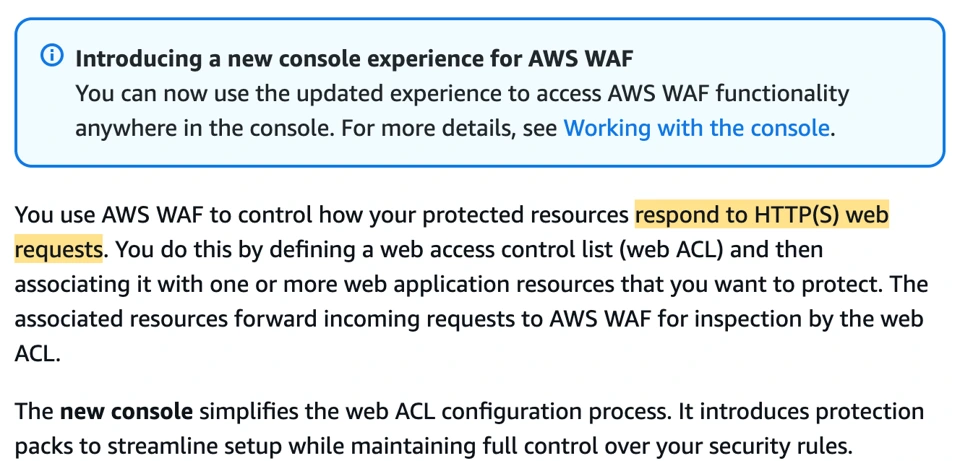 Introducing a new console experience for AWS WAF
You can now use the updated experience to access AWS WAF functionality
anywhere in the console. For more details, see Working with the console.
You use AWS WAF to control how your protected resources respond to HTTP(S) web
requests. You do this by defining a web access control list (web ACL) and then
associating it with one or more web application resources that you want to protect. The
associated resources forward incoming requests to AWS WAF for inspection by the web
ACL.
The new console simplifies the web ACL configuration process. It introduces protection
packs to streamline setup while maintaining full control over your security rules.